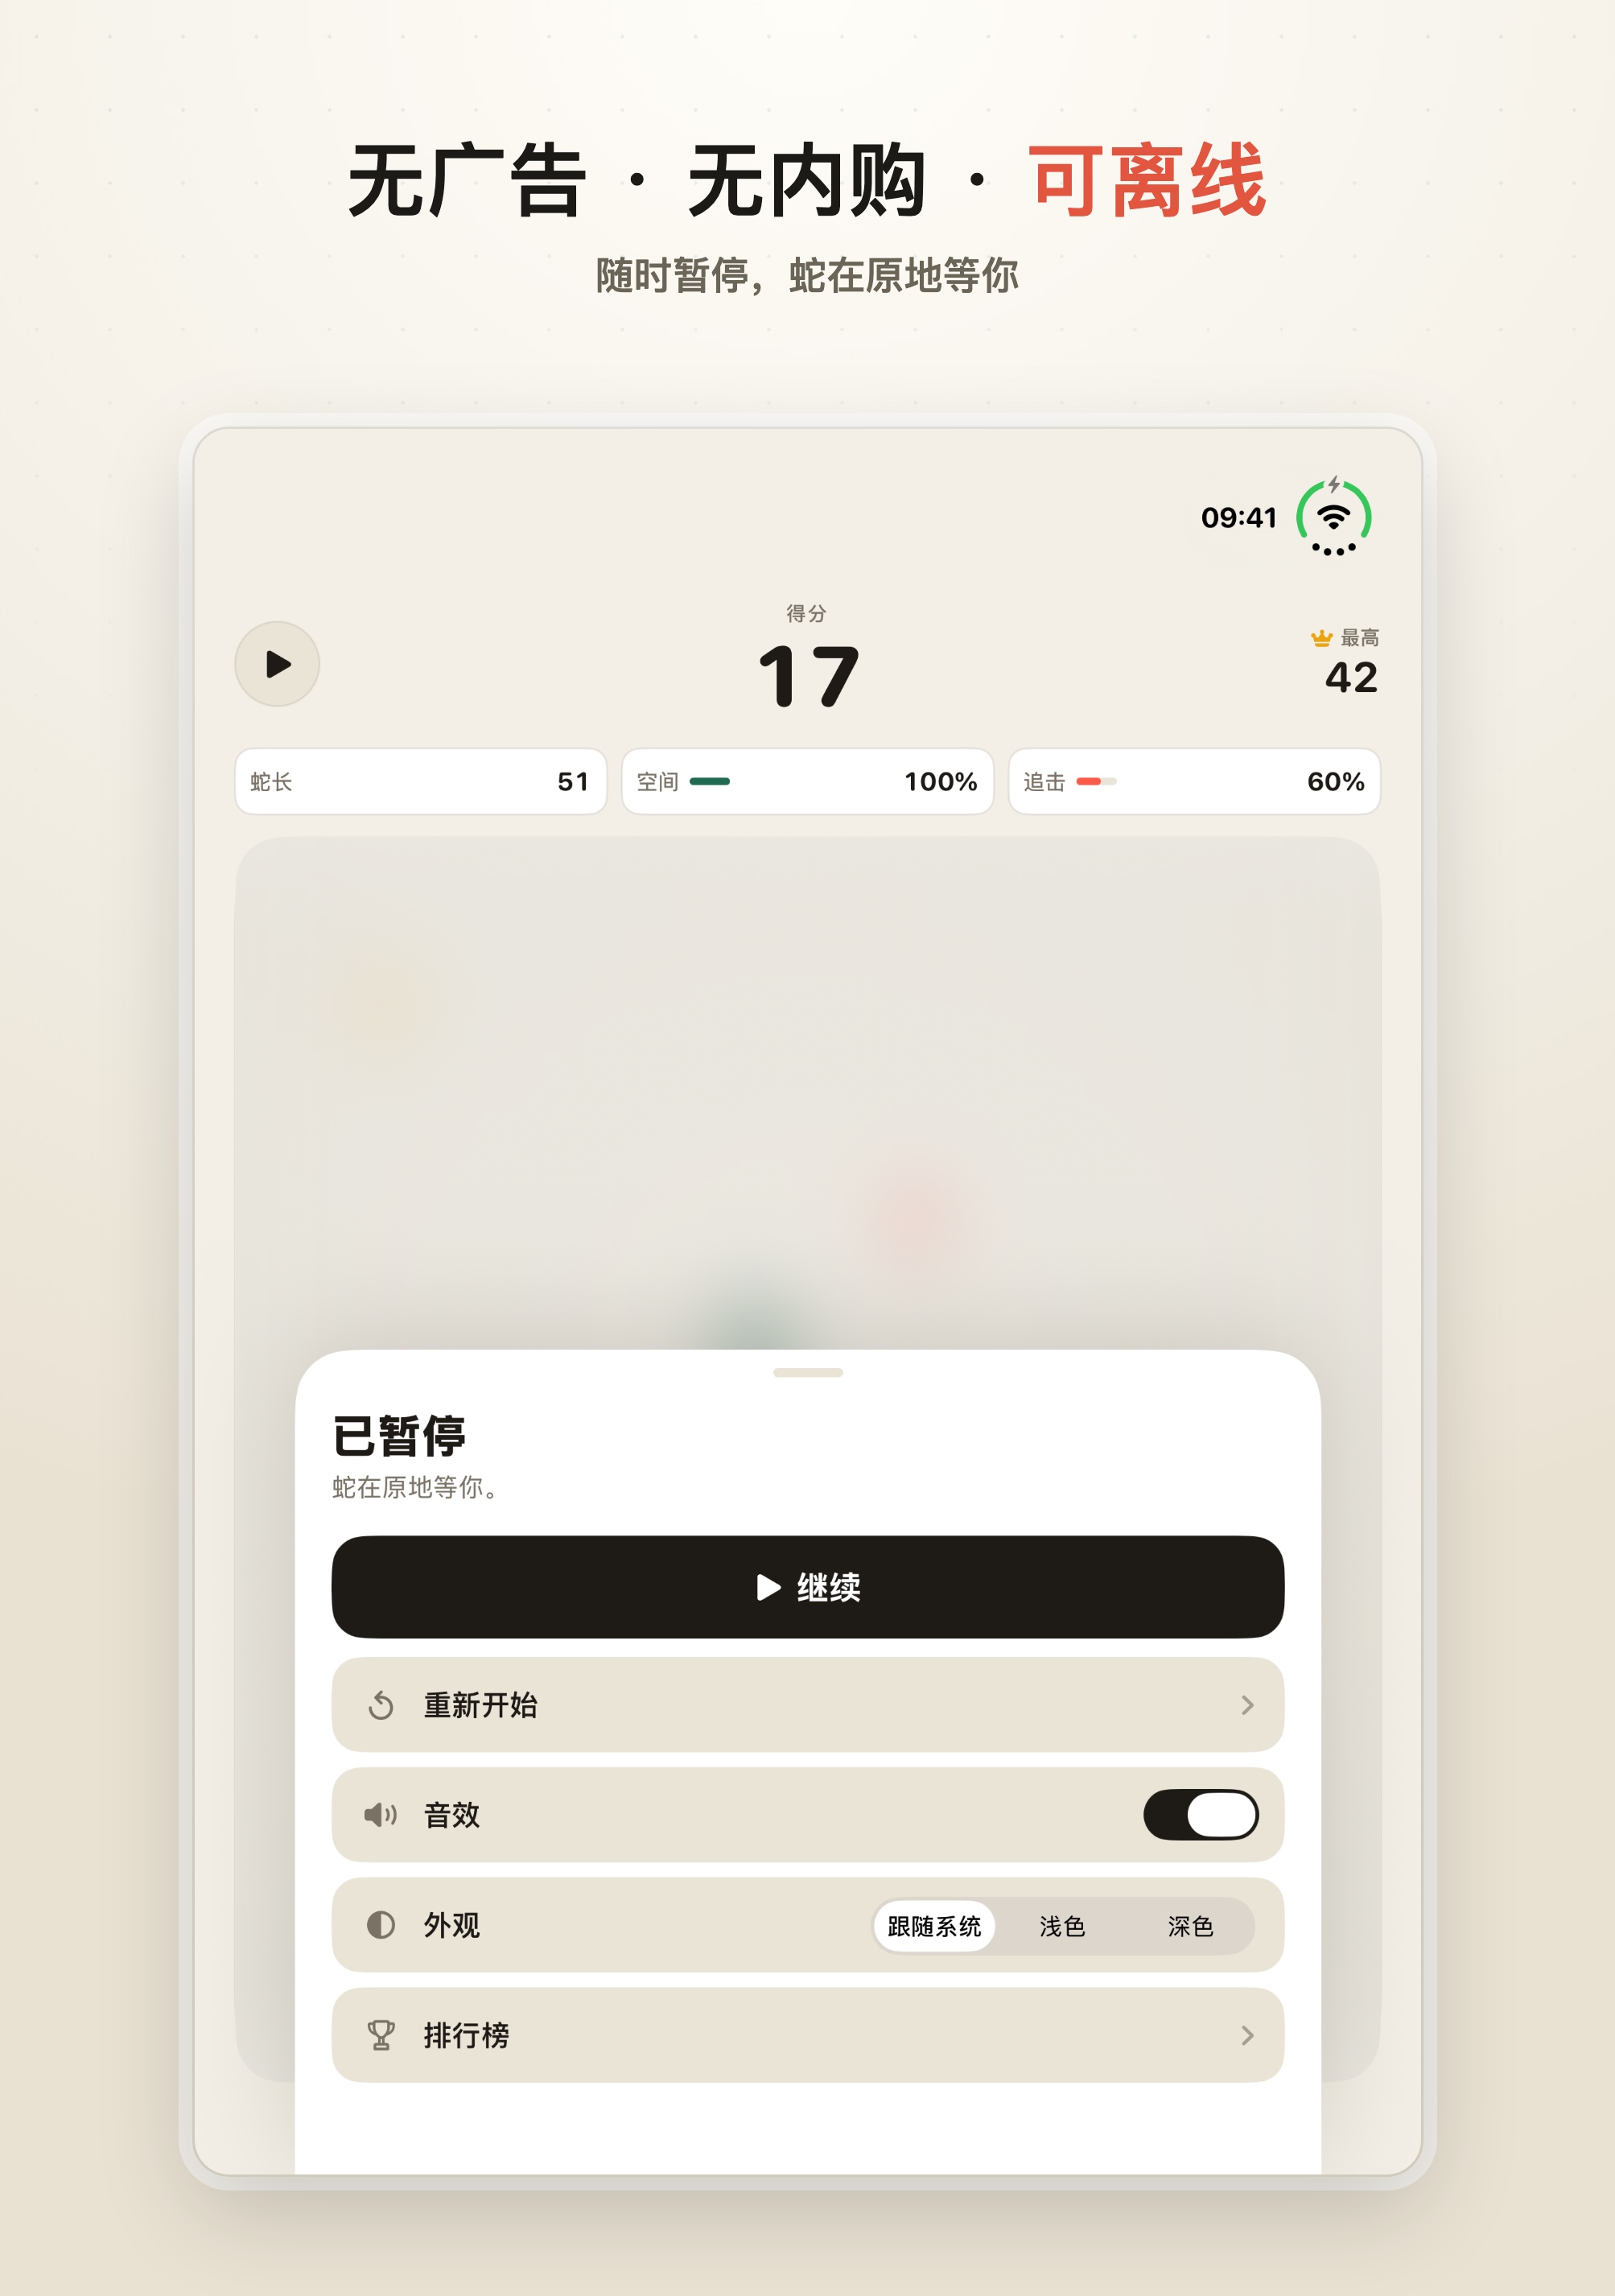 无广告 · 无内购 · 可离线
随时暂停，蛇在原地等你
09:41
得分
17
最高
42
蛇长 51
空间 100%
追击 60%
已暂停
蛇在原地等你。
继续
重新开始
音效
外观 跟随系统 浅色 深色
排行榜